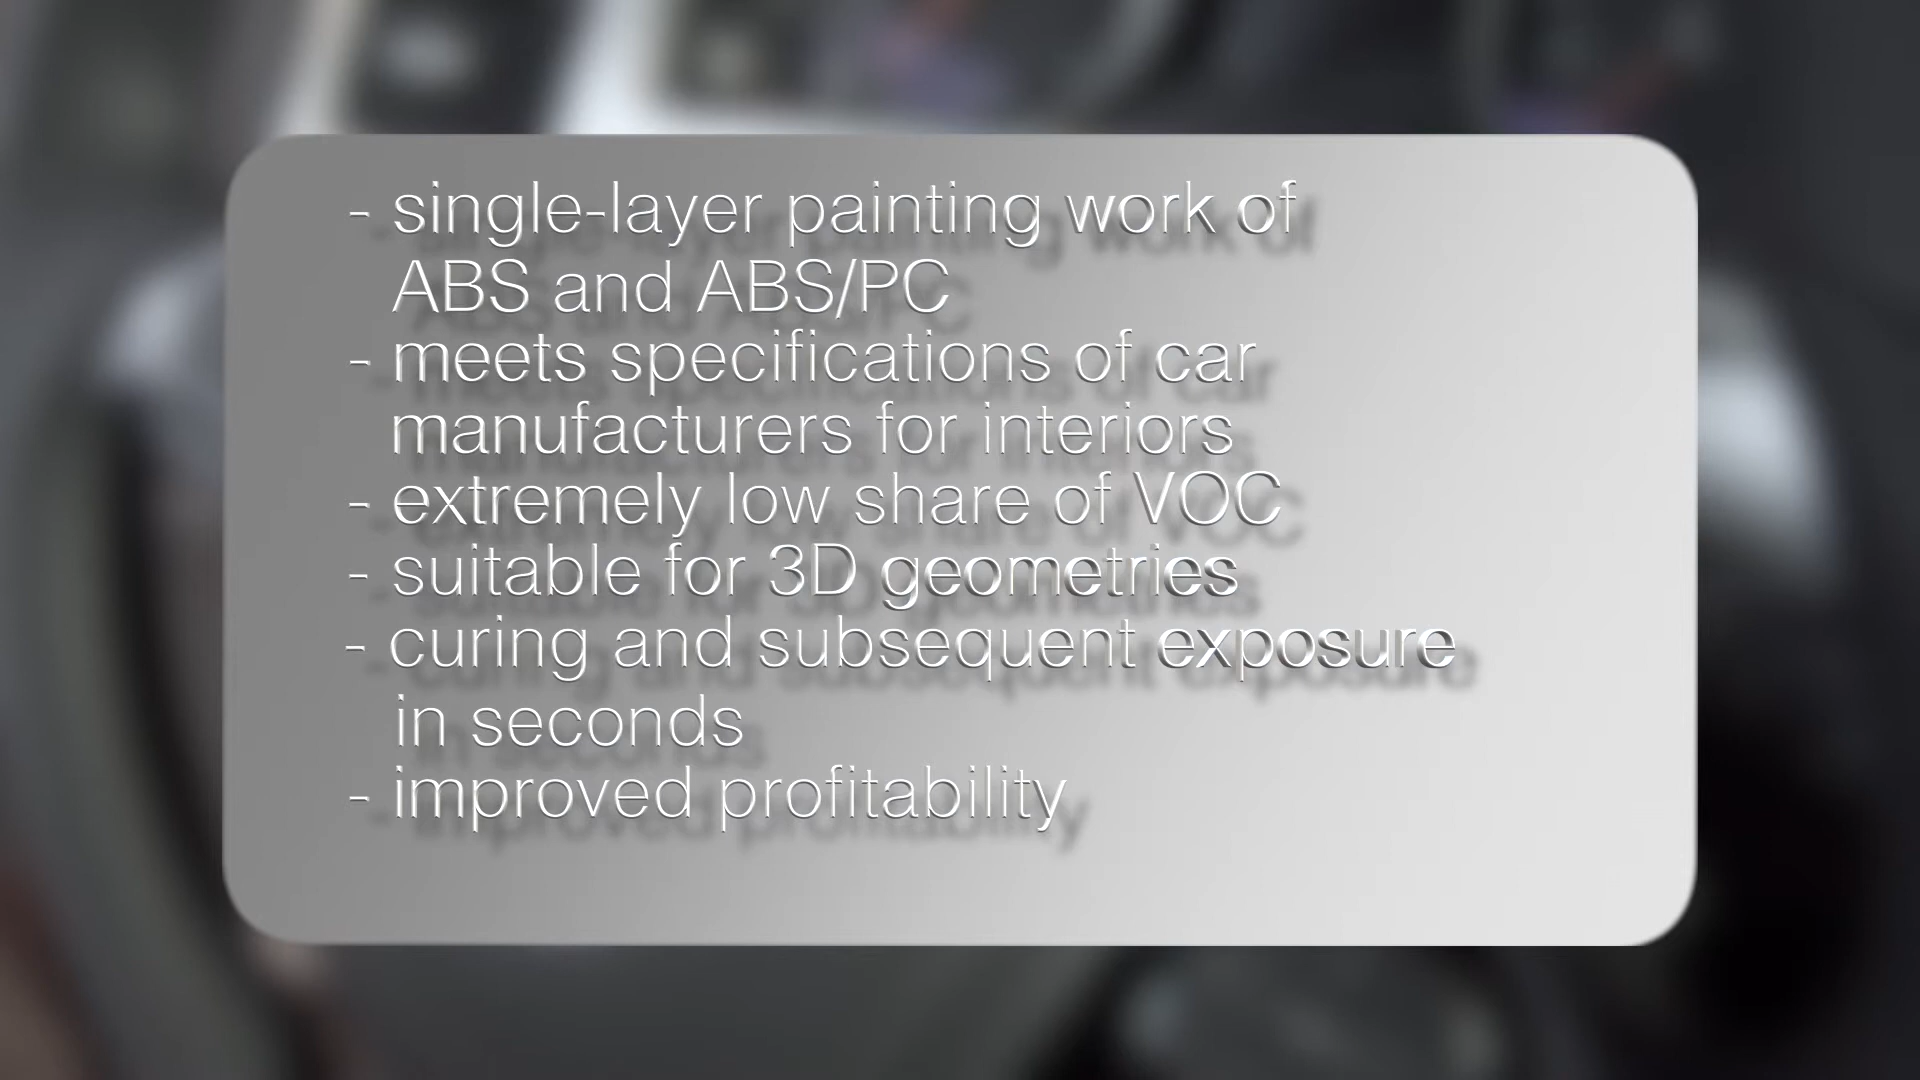 - single-layer painting work of
ABS and ABS/PC
- meets specifications of car
manufacturers for interiors
- extremely low share of VOC
- suitable for 3D geometries
- curing and subsequent exposure
in seconds
- improved profitability